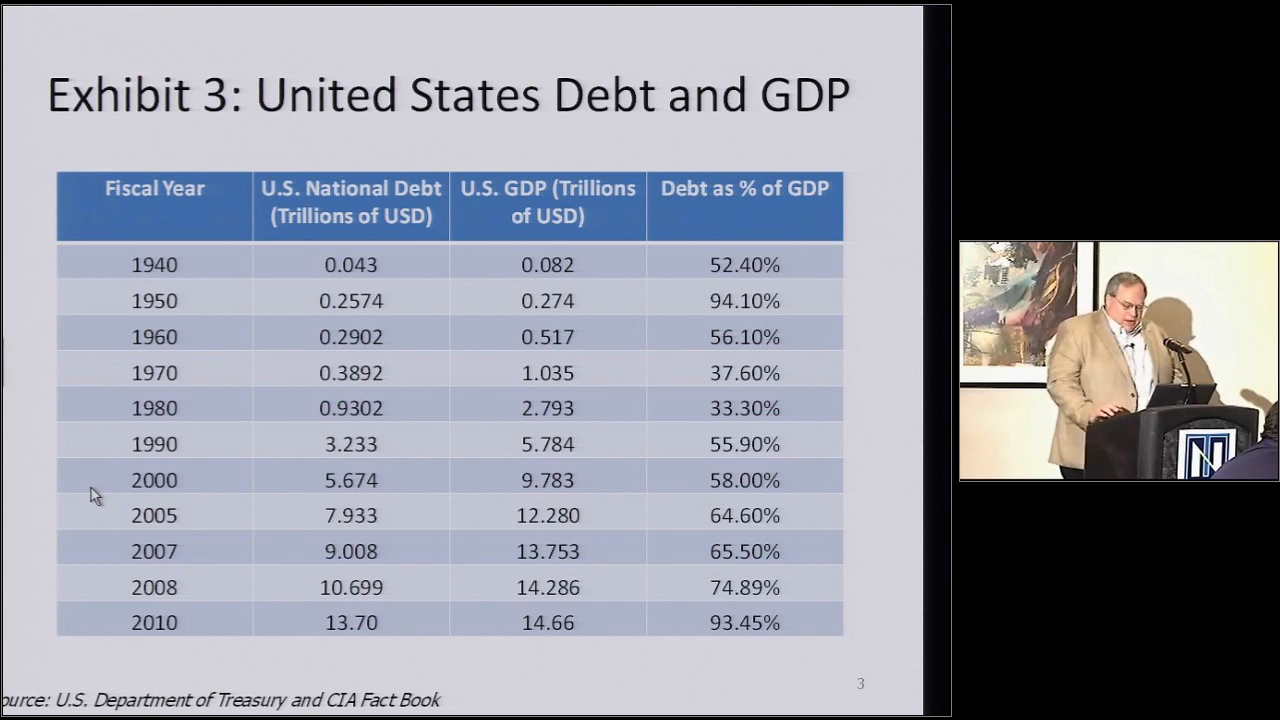 Exhibit 3: United States Debt and GDP
Fiscal Year U.S. National Debt (Trillions of USD) U.S. GDP (Trillions of USD) Debt as % of GDP
1940 0.043 0.082 52.40%
1950 0.2574 0.274 94.10%
1960 0.2902 0.517 56.10%
1970 0.3892 1.035 37.60%
1980 0.9302 2.793 33.30%
1990 3.233 5.784 55.90%
2000 5.674 9.783 58.00%
2005 7.933 12.280 64.60%
2007 9.008 13.753 65.50%
2008 10.699 14.286 74.89%
2010 13.70 14.66 93.45%
3
ource: U.S. Department of Treasury and CIA Fact Book